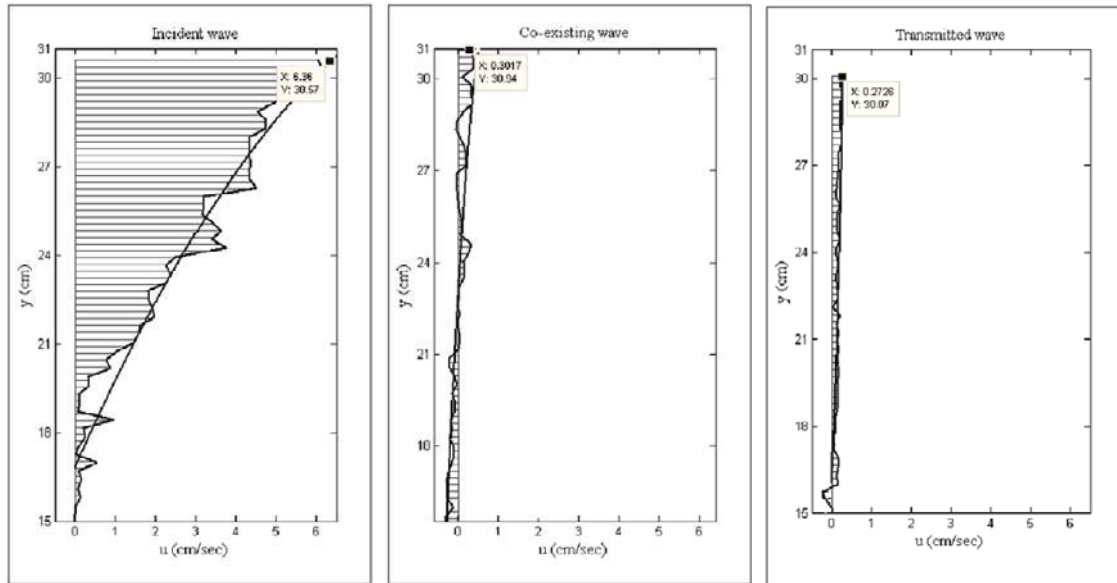 Incident wave
31
30
27
24
21
18
15
y (cm)
X: 6.36
Y: 30.57
0 1 2 3 4 5 6
u (cm/sec)
Co-existing wave
31
30
27
24
21
18
y (cm)
X: 0.3017
Y: 30.94
0 1 2 3 4 5 6
u (cm/sec)
Transmitted wave
31
30
27
24
21
18
15
y (cm)
X: 0.2726
Y: 30.07
0 1 2 3 4 5 6
u (cm/sec)